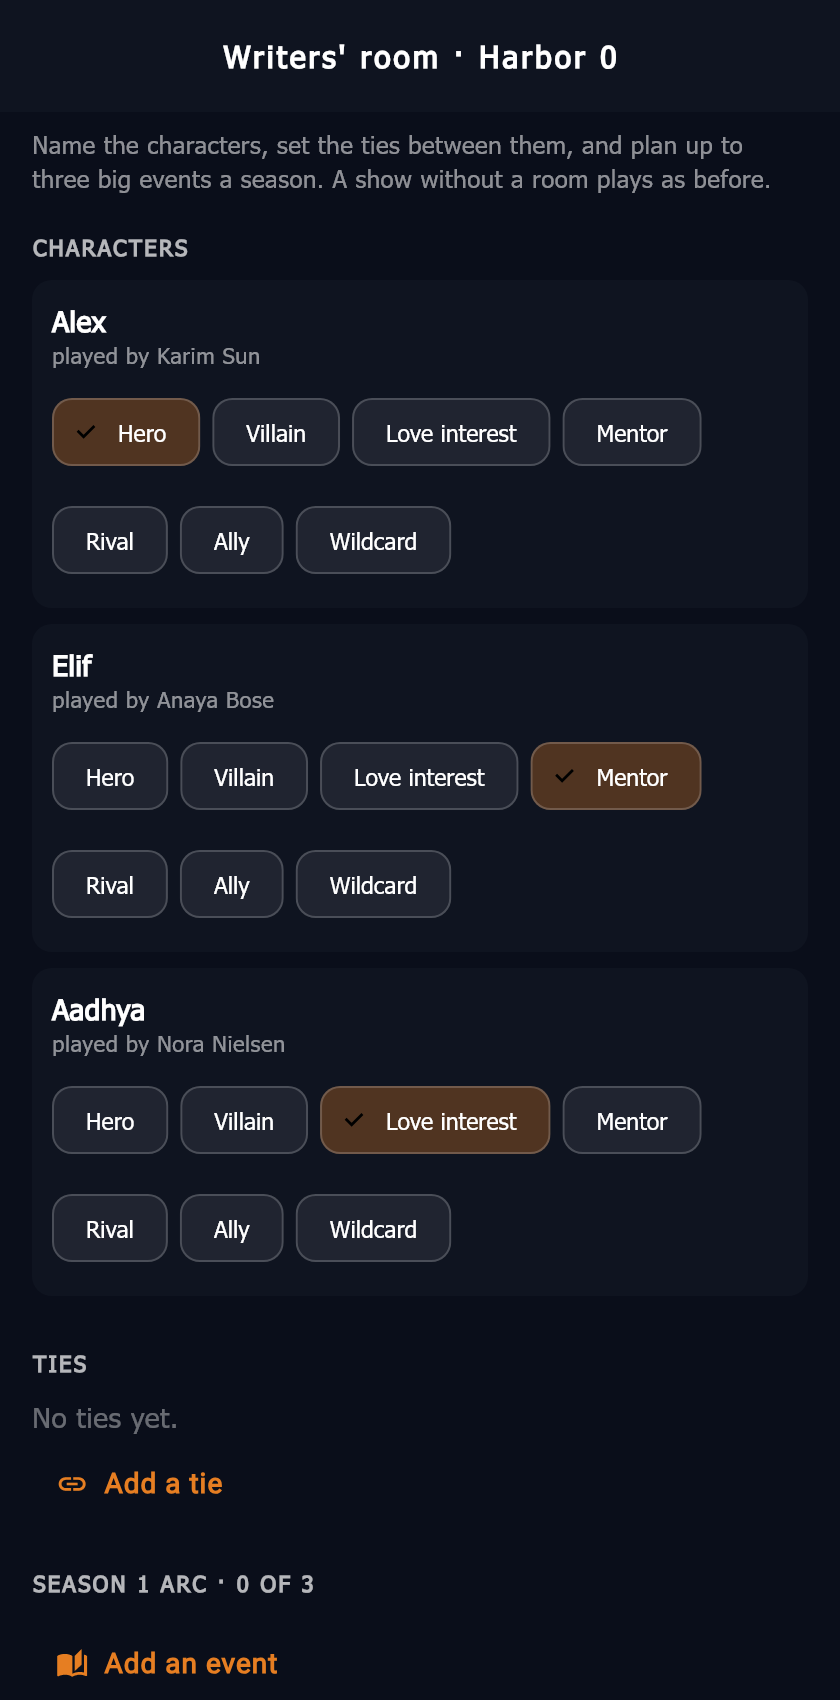 Writers' room · Harbor 0
Name the characters, set the ties between them, and plan up to
three big events a season. A show without a room plays as before.
CHARACTERS
Alex
played by Karim Sun
Hero Villain Love interest Mentor
Rival Ally Wildcard
Elif
played by Anaya Bose
Hero Villain Love interest Mentor
Rival Ally Wildcard
Aadhya
played by Nora Nielsen
Hero Villain Love interest Mentor
Rival Ally Wildcard
TIES
No ties yet.
Add a tie
SEASON 1 ARC · 0 OF 3
Add an event